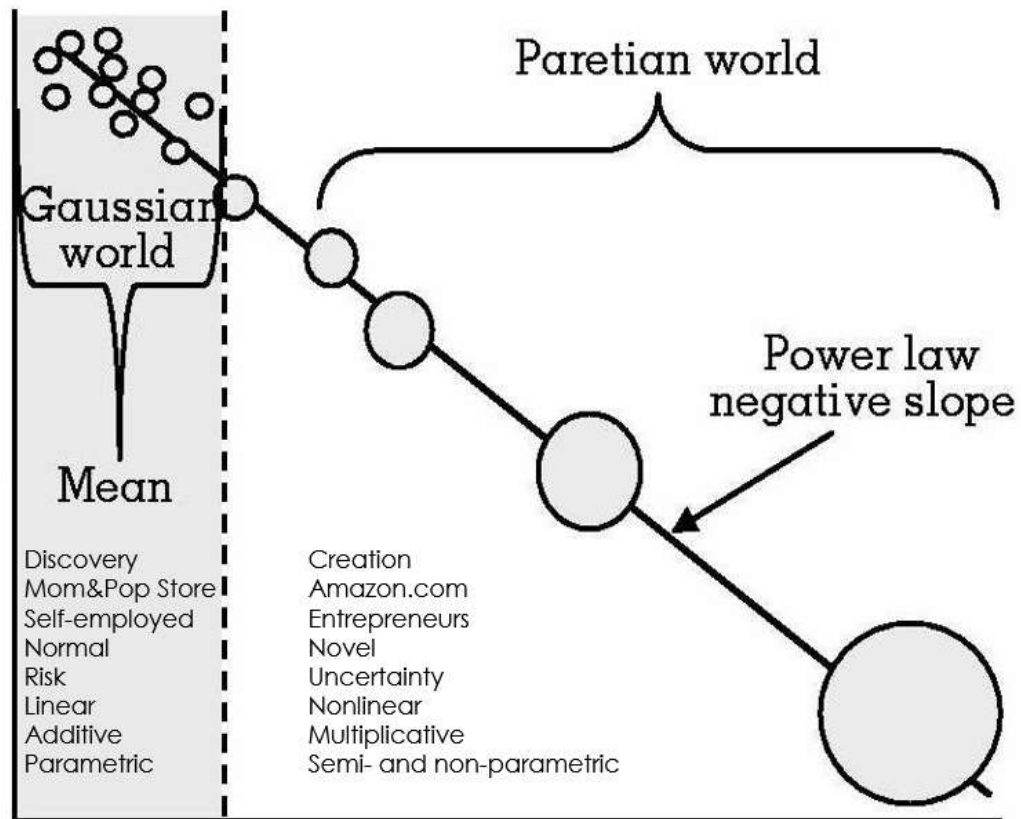 Paretian world
Gaussian
world
Power law
negative slope
Mean
Discovery
Mom&Pop Store
Self-employed
Normal
Risk
Linear
Additive
Parametric
Creation
Amazon.com
Entrepreneurs
Novel
Uncertainty
Nonlinear
Multiplicative
Semi- and non-parametric